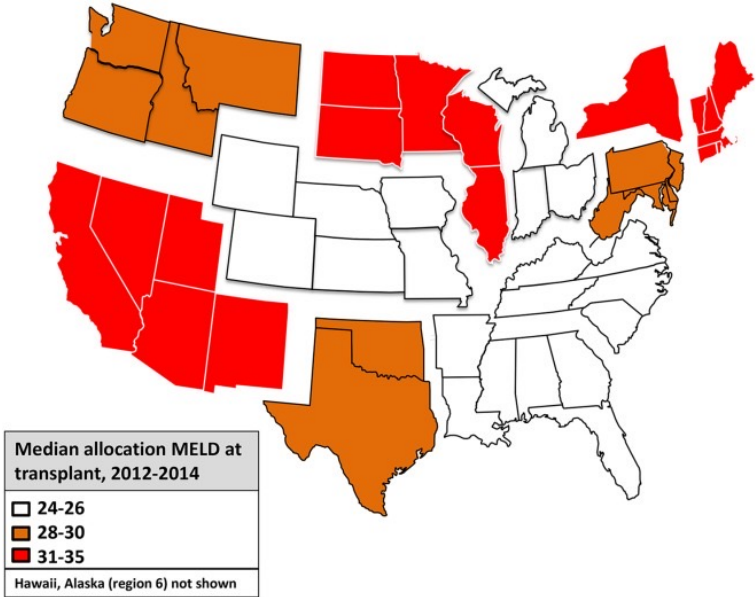 Median allocation MELD at
transplant, 2012-2014
24-26
28-30
31-35
Hawaii, Alaska (region 6) not shown